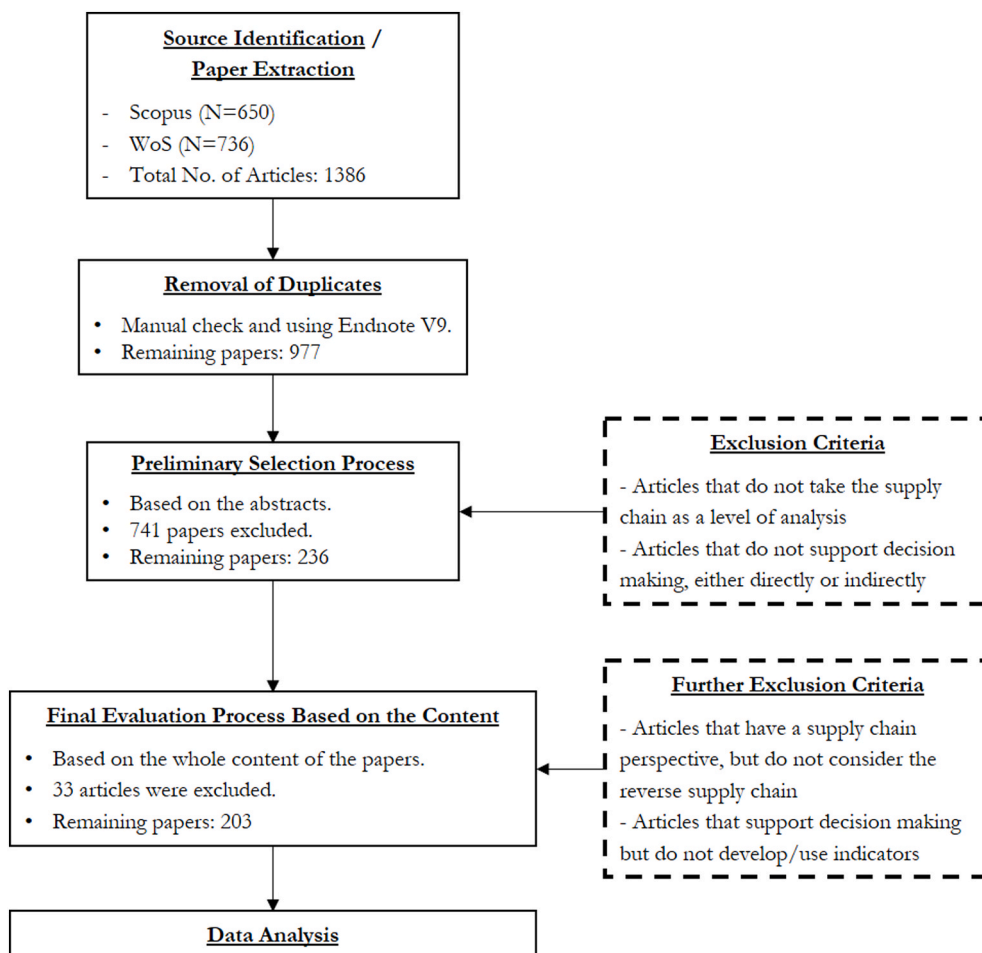 Source Identification /
Paper Extraction
- Scopus (N=650)
- WoS (N=736)
- Total No. of Articles: 1386
Removal of Duplicates
• Manual check and using Endnote V9.
• Remaining papers: 977
Preliminary Selection Process
• Based on the abstracts.
• 741 papers excluded.
• Remaining papers: 236
Exclusion Criteria
- Articles that do not take the supply
chain as a level of analysis
- Articles that do not support decision
making, either directly or indirectly
Final Evaluation Process Based on the Content
• Based on the whole content of the papers.
• 33 articles were excluded.
• Remaining papers: 203
Further Exclusion Criteria
- Articles that have a supply chain
perspective, but do not consider the
reverse supply chain
- Articles that support decision making
but do not develop/use indicators
Data Analysis